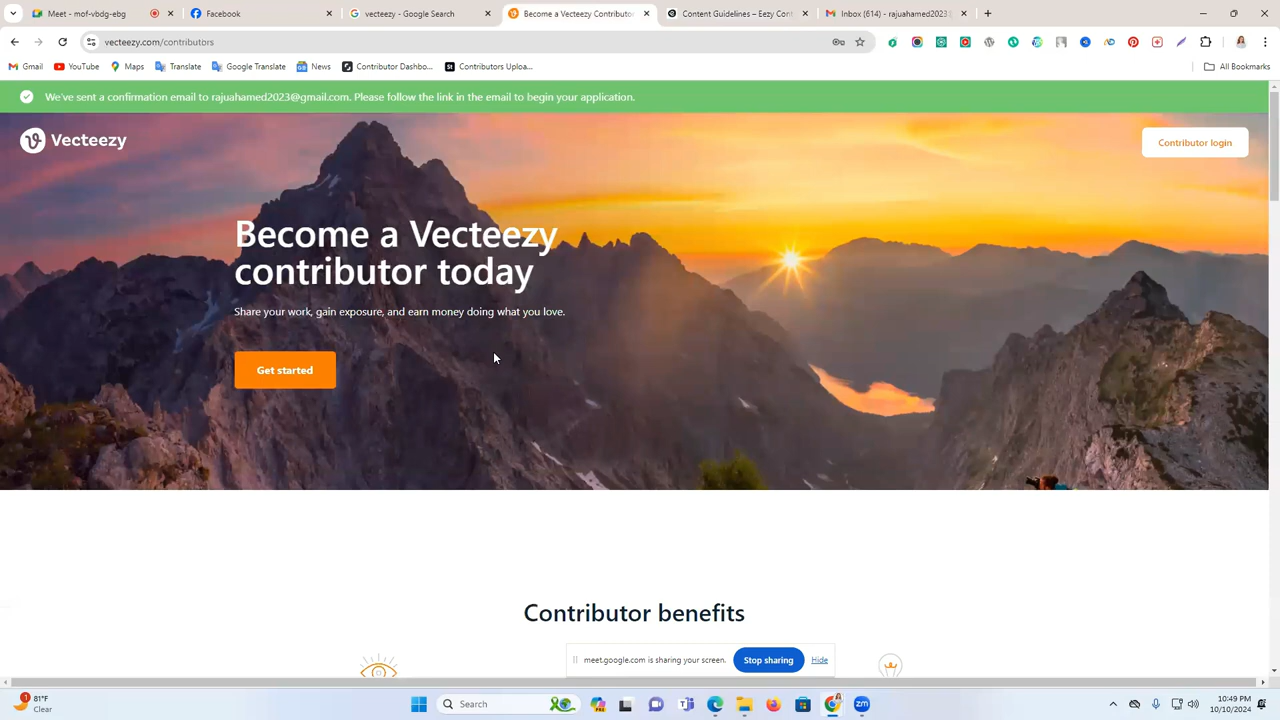 Meet - mof-vbdg-ebg
Facebook
vecteezy - Google Search
Become a Vecteezy Contributor
Content Guidelines – Eezy Cont
Inbox (614) - rajuahamed2023
vecteezy.com/contributors
Gmail
YouTube
Maps
Translate
Google Translate
News
Contributor Dashbo...
Contributors Uploa...
All Bookmarks
We've sent a confirmation email to rajuahamed2023@gmail.com. Please follow the link in the email to begin your application.
Vecteezy
Contributor login
Become a Vecteezy
contributor today
Share your work, gain exposure, and earn money doing what you love.
Get started
Contributor benefits
meet.google.com is sharing your screen.
Stop sharing
Hide
81°F
Clear
Search
10:49 PM
10/10/2024